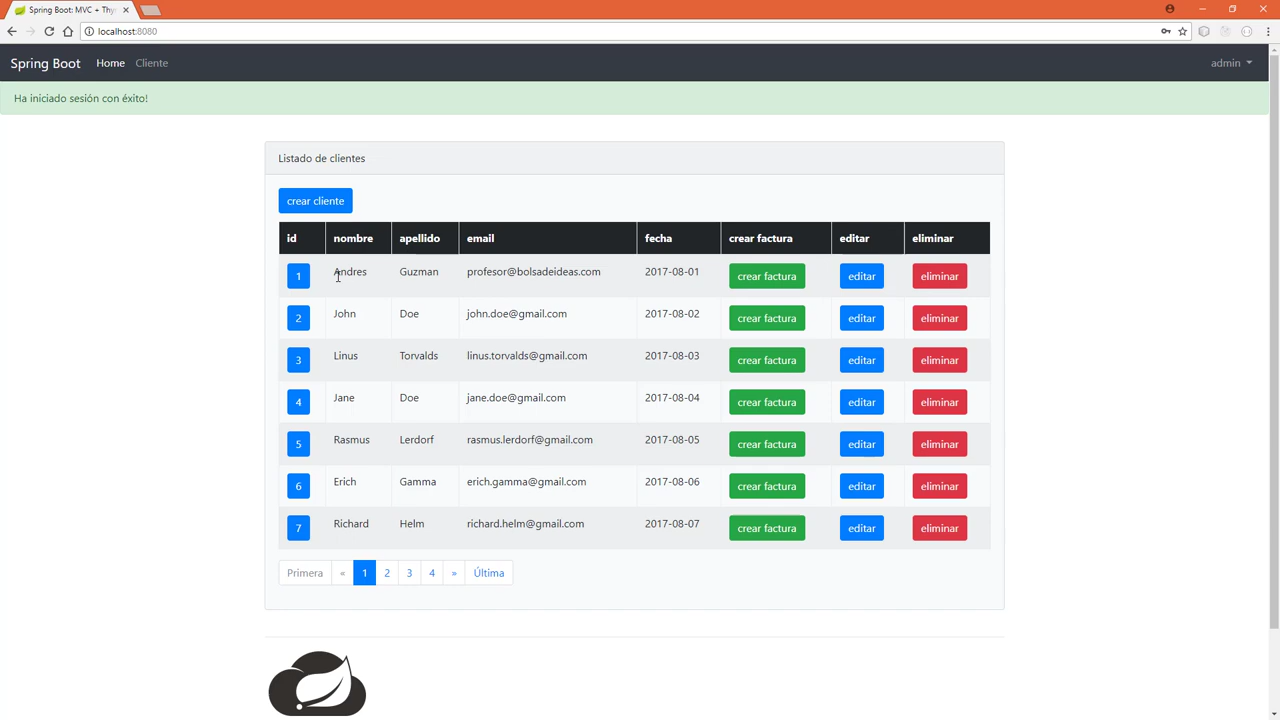 Spring Boot: MVC + Thy
localhost:8080
Spring Boot Home Cliente admin
Ha iniciado sesión con éxito!
Listado de clientes
crear cliente
id nombre apellido email fecha crear factura editar eliminar
1 Andres Guzman profesor@bolsadeideas.com 2017-08-01 crear factura editar eliminar
2 John Doe john.doe@gmail.com 2017-08-02 crear factura editar eliminar
3 Linus Torvalds linus.torvalds@gmail.com 2017-08-03 crear factura editar eliminar
4 Jane Doe jane.doe@gmail.com 2017-08-04 crear factura editar eliminar
5 Rasmus Lerdorf rasmus.lerdorf@gmail.com 2017-08-05 crear factura editar eliminar
6 Erich Gamma erich.gamma@gmail.com 2017-08-06 crear factura editar eliminar
7 Richard Helm richard.helm@gmail.com 2017-08-07 crear factura editar eliminar
Primera « 1 2 3 4 » Última